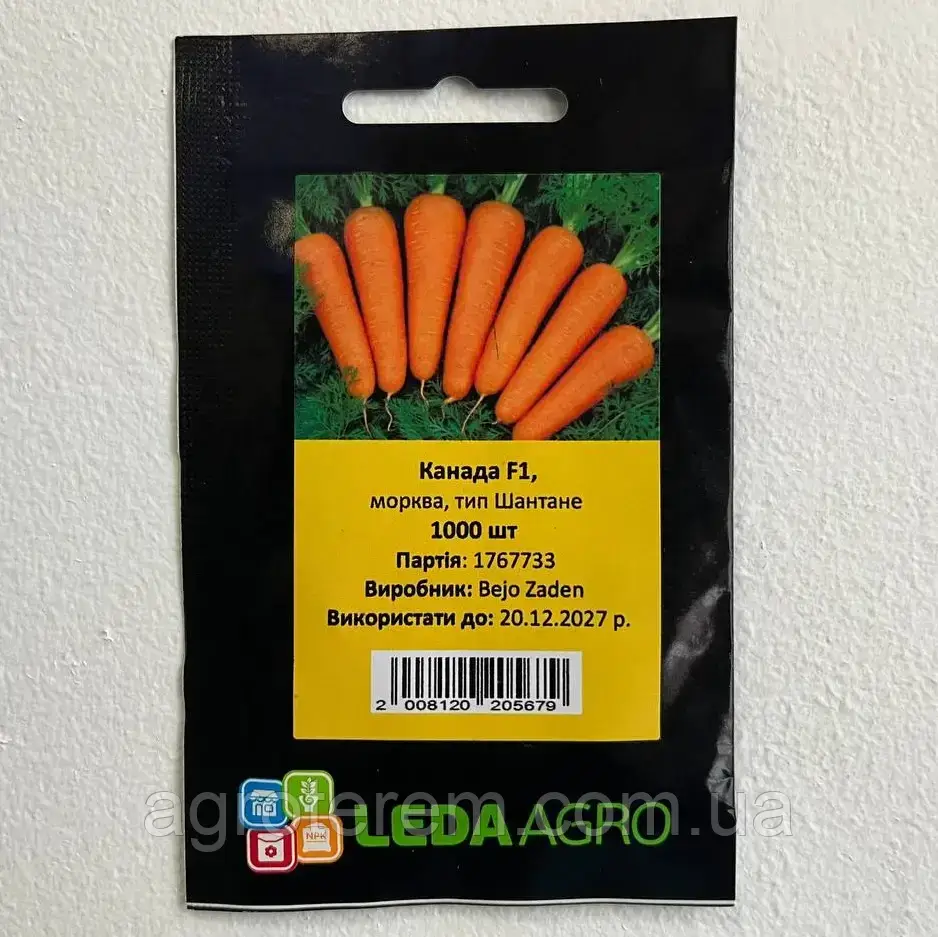 Канада F1,
морква, тип Шантане
1000 шт
Партія: 1767733
Виробник: Bejo Zaden
Використати до: 20.12.2027 р.
2 008120 205679
NPK
LEDA AGRO
agroterem.com.ua